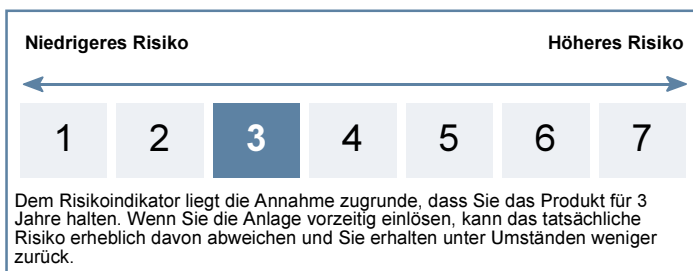 Niedrigeres Risiko Höheres Risiko
1 2 3 4 5 6 7
Dem Risikoindikator liegt die Annahme zugrunde, dass Sie das Produkt für 3
Jahre halten. Wenn Sie die Anlage vorzeitig einlösen, kann das tatsächliche
Risiko erheblich davon abweichen und Sie erhalten unter Umständen weniger
zurück.